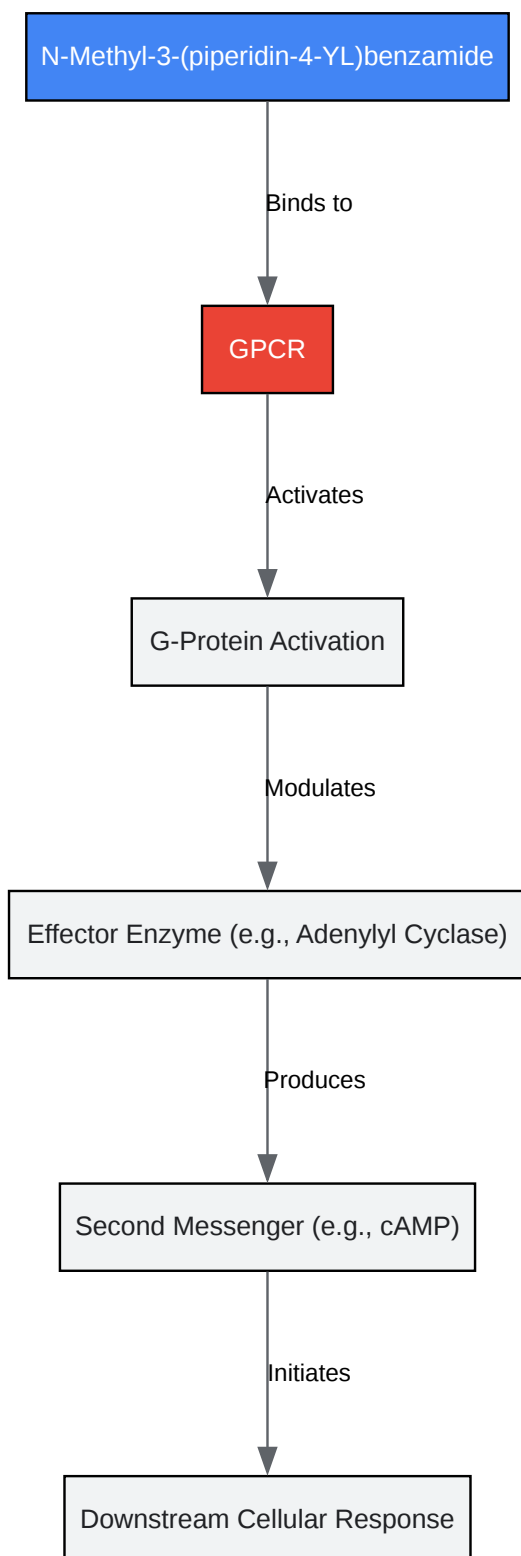 N-Methyl-3-(piperidin-4-YL)benzamide
Binds to
GPCR
Activates
G-Protein Activation
Modulates
Effector Enzyme (e.g., Adenylyl Cyclase)
Produces
Second Messenger (e.g., cAMP)
Initiates
Downstream Cellular Response